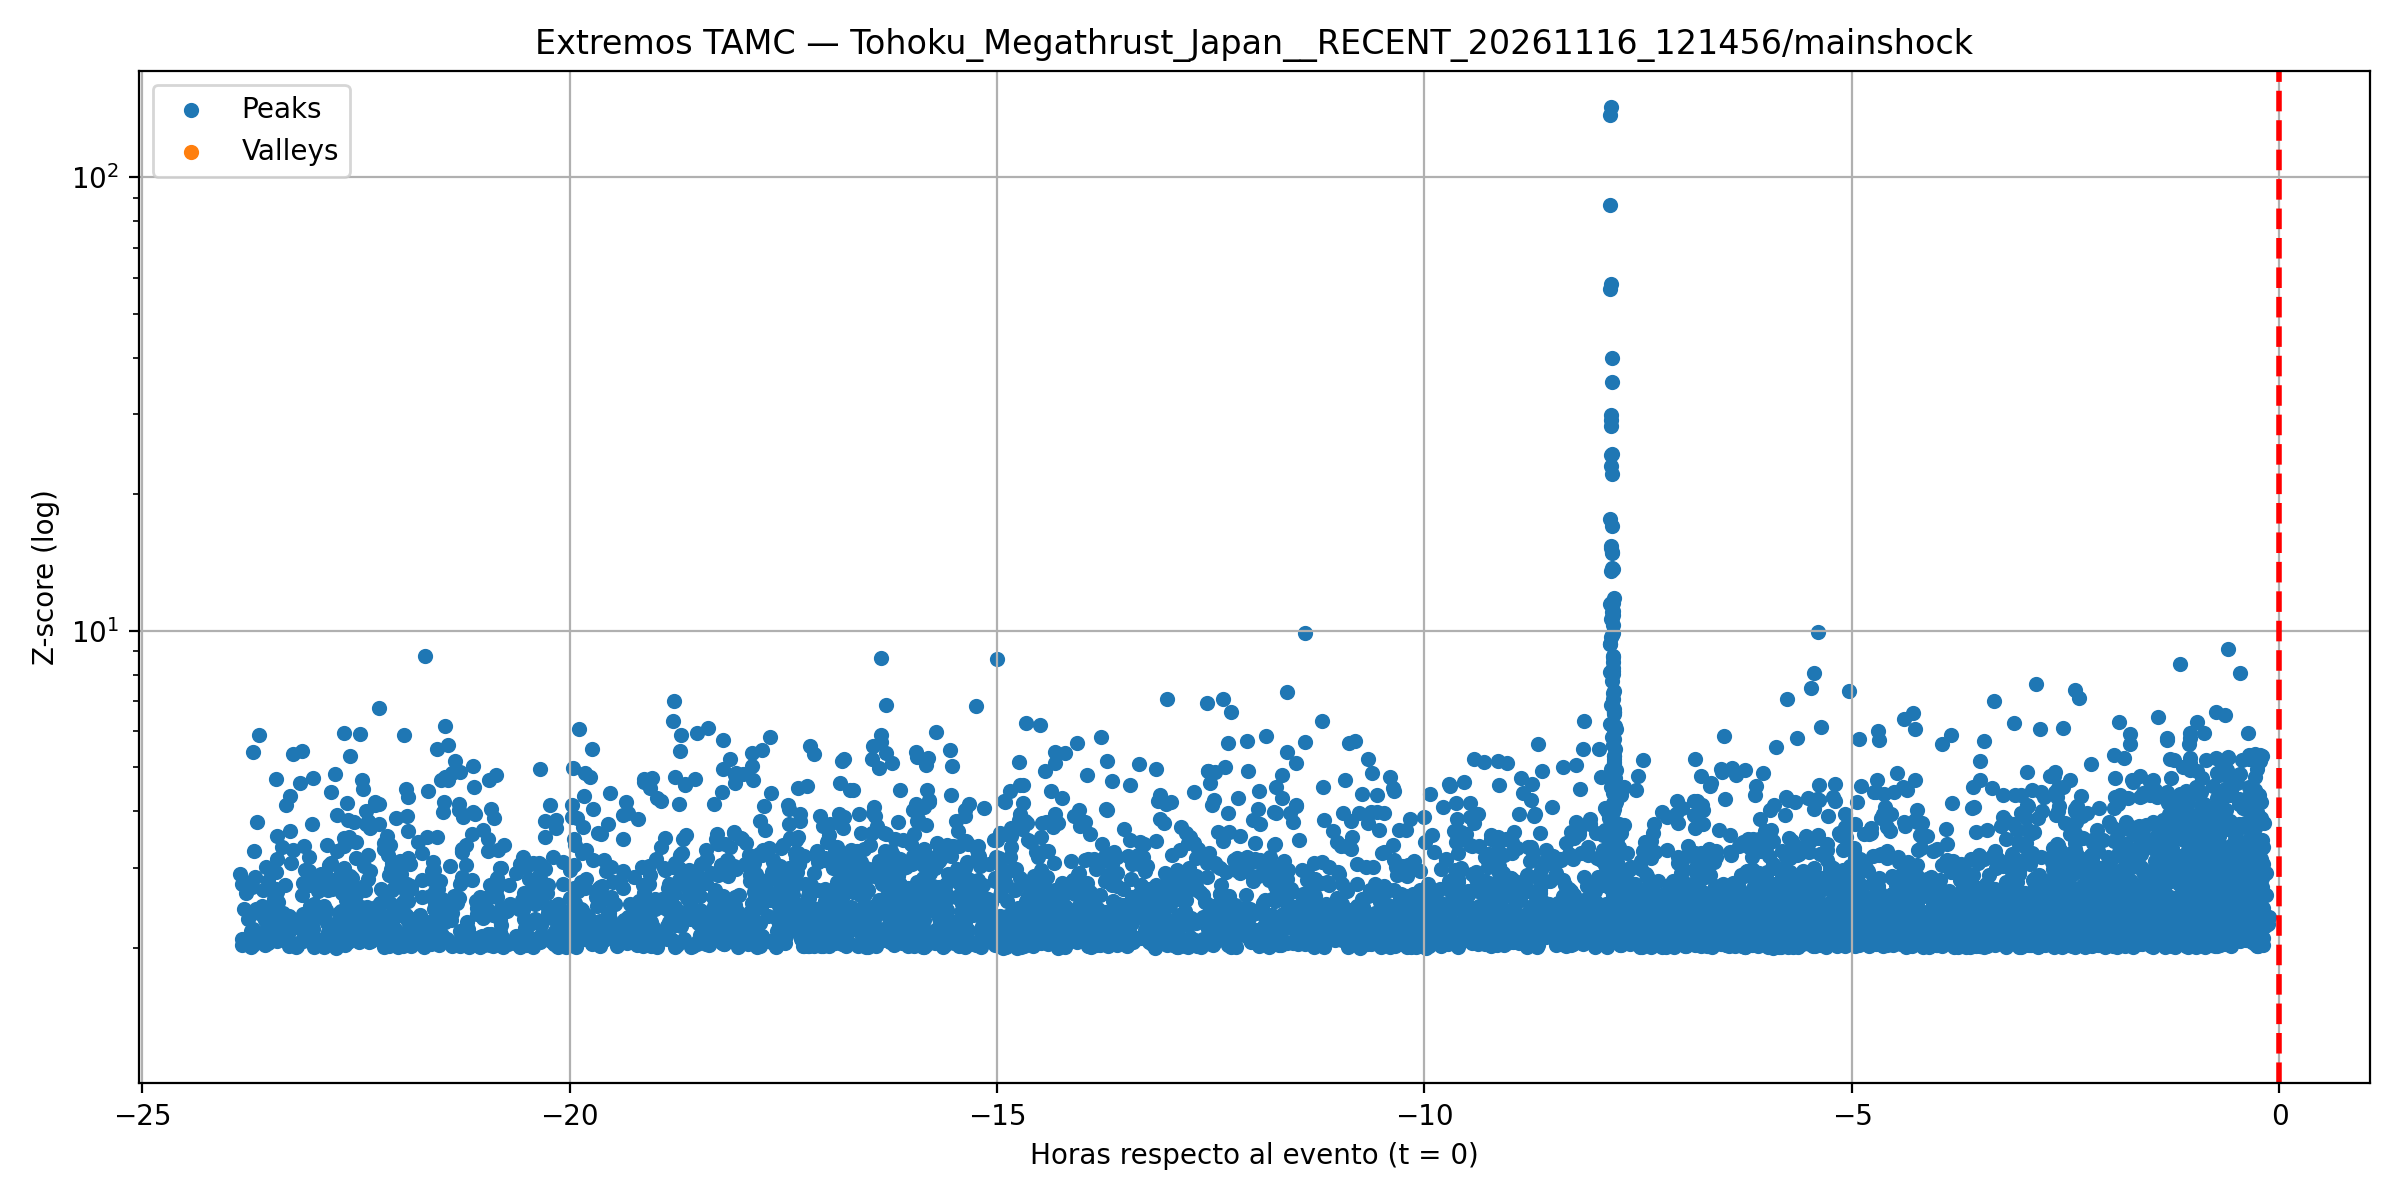 Extremos TAMC — Tohoku_Megathrust_Japan__RECENT_20261116_121456/mainshock
Peaks
Valleys
Z-score (log)
10²
10¹
−25 −20 −15 −10 −5 0
Horas respecto al evento (t = 0)